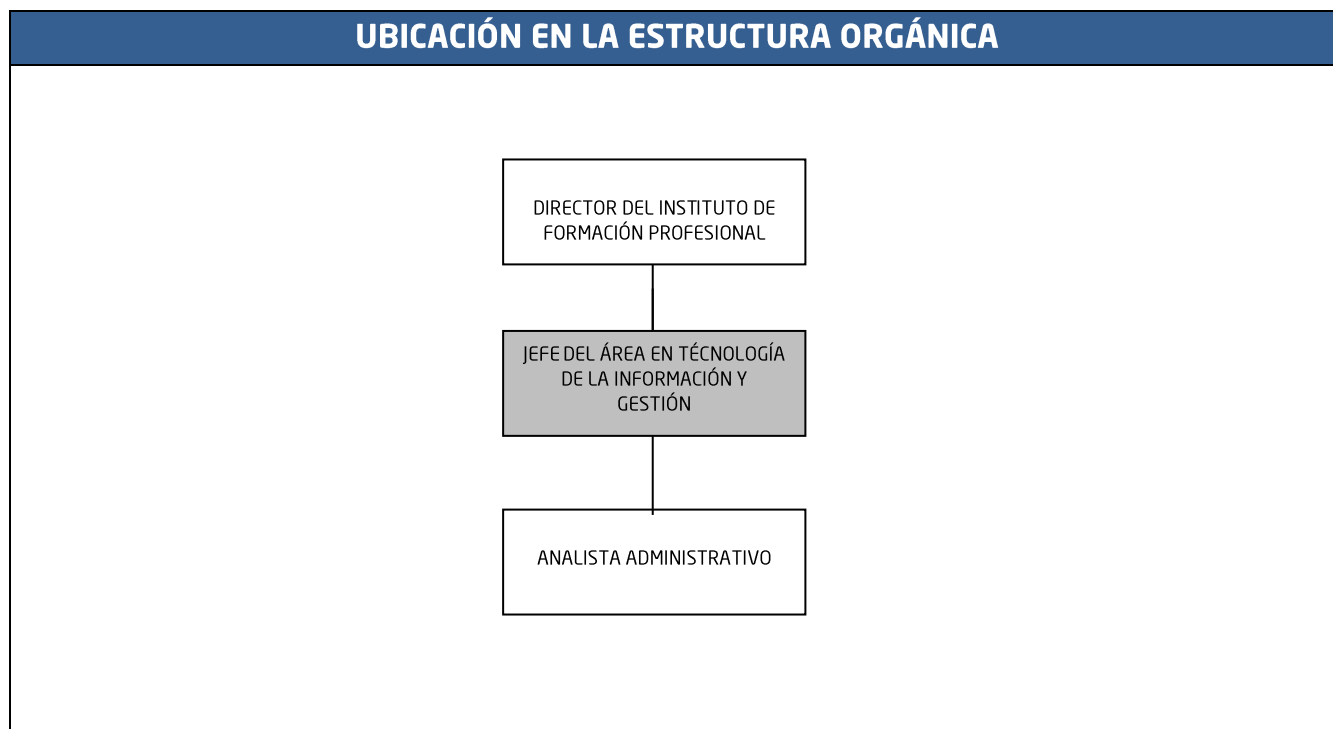 UBICACIÓN EN LA ESTRUCTURA ORGÁNICA
DIRECTOR DEL INSTITUTO DE
FORMACIÓN PROFESIONAL
JEFE DEL ÁREA EN TÉCNOLOGÍA
DE LA INFORMACIÓN Y
GESTIÓN
ANALISTA ADMINISTRATIVO